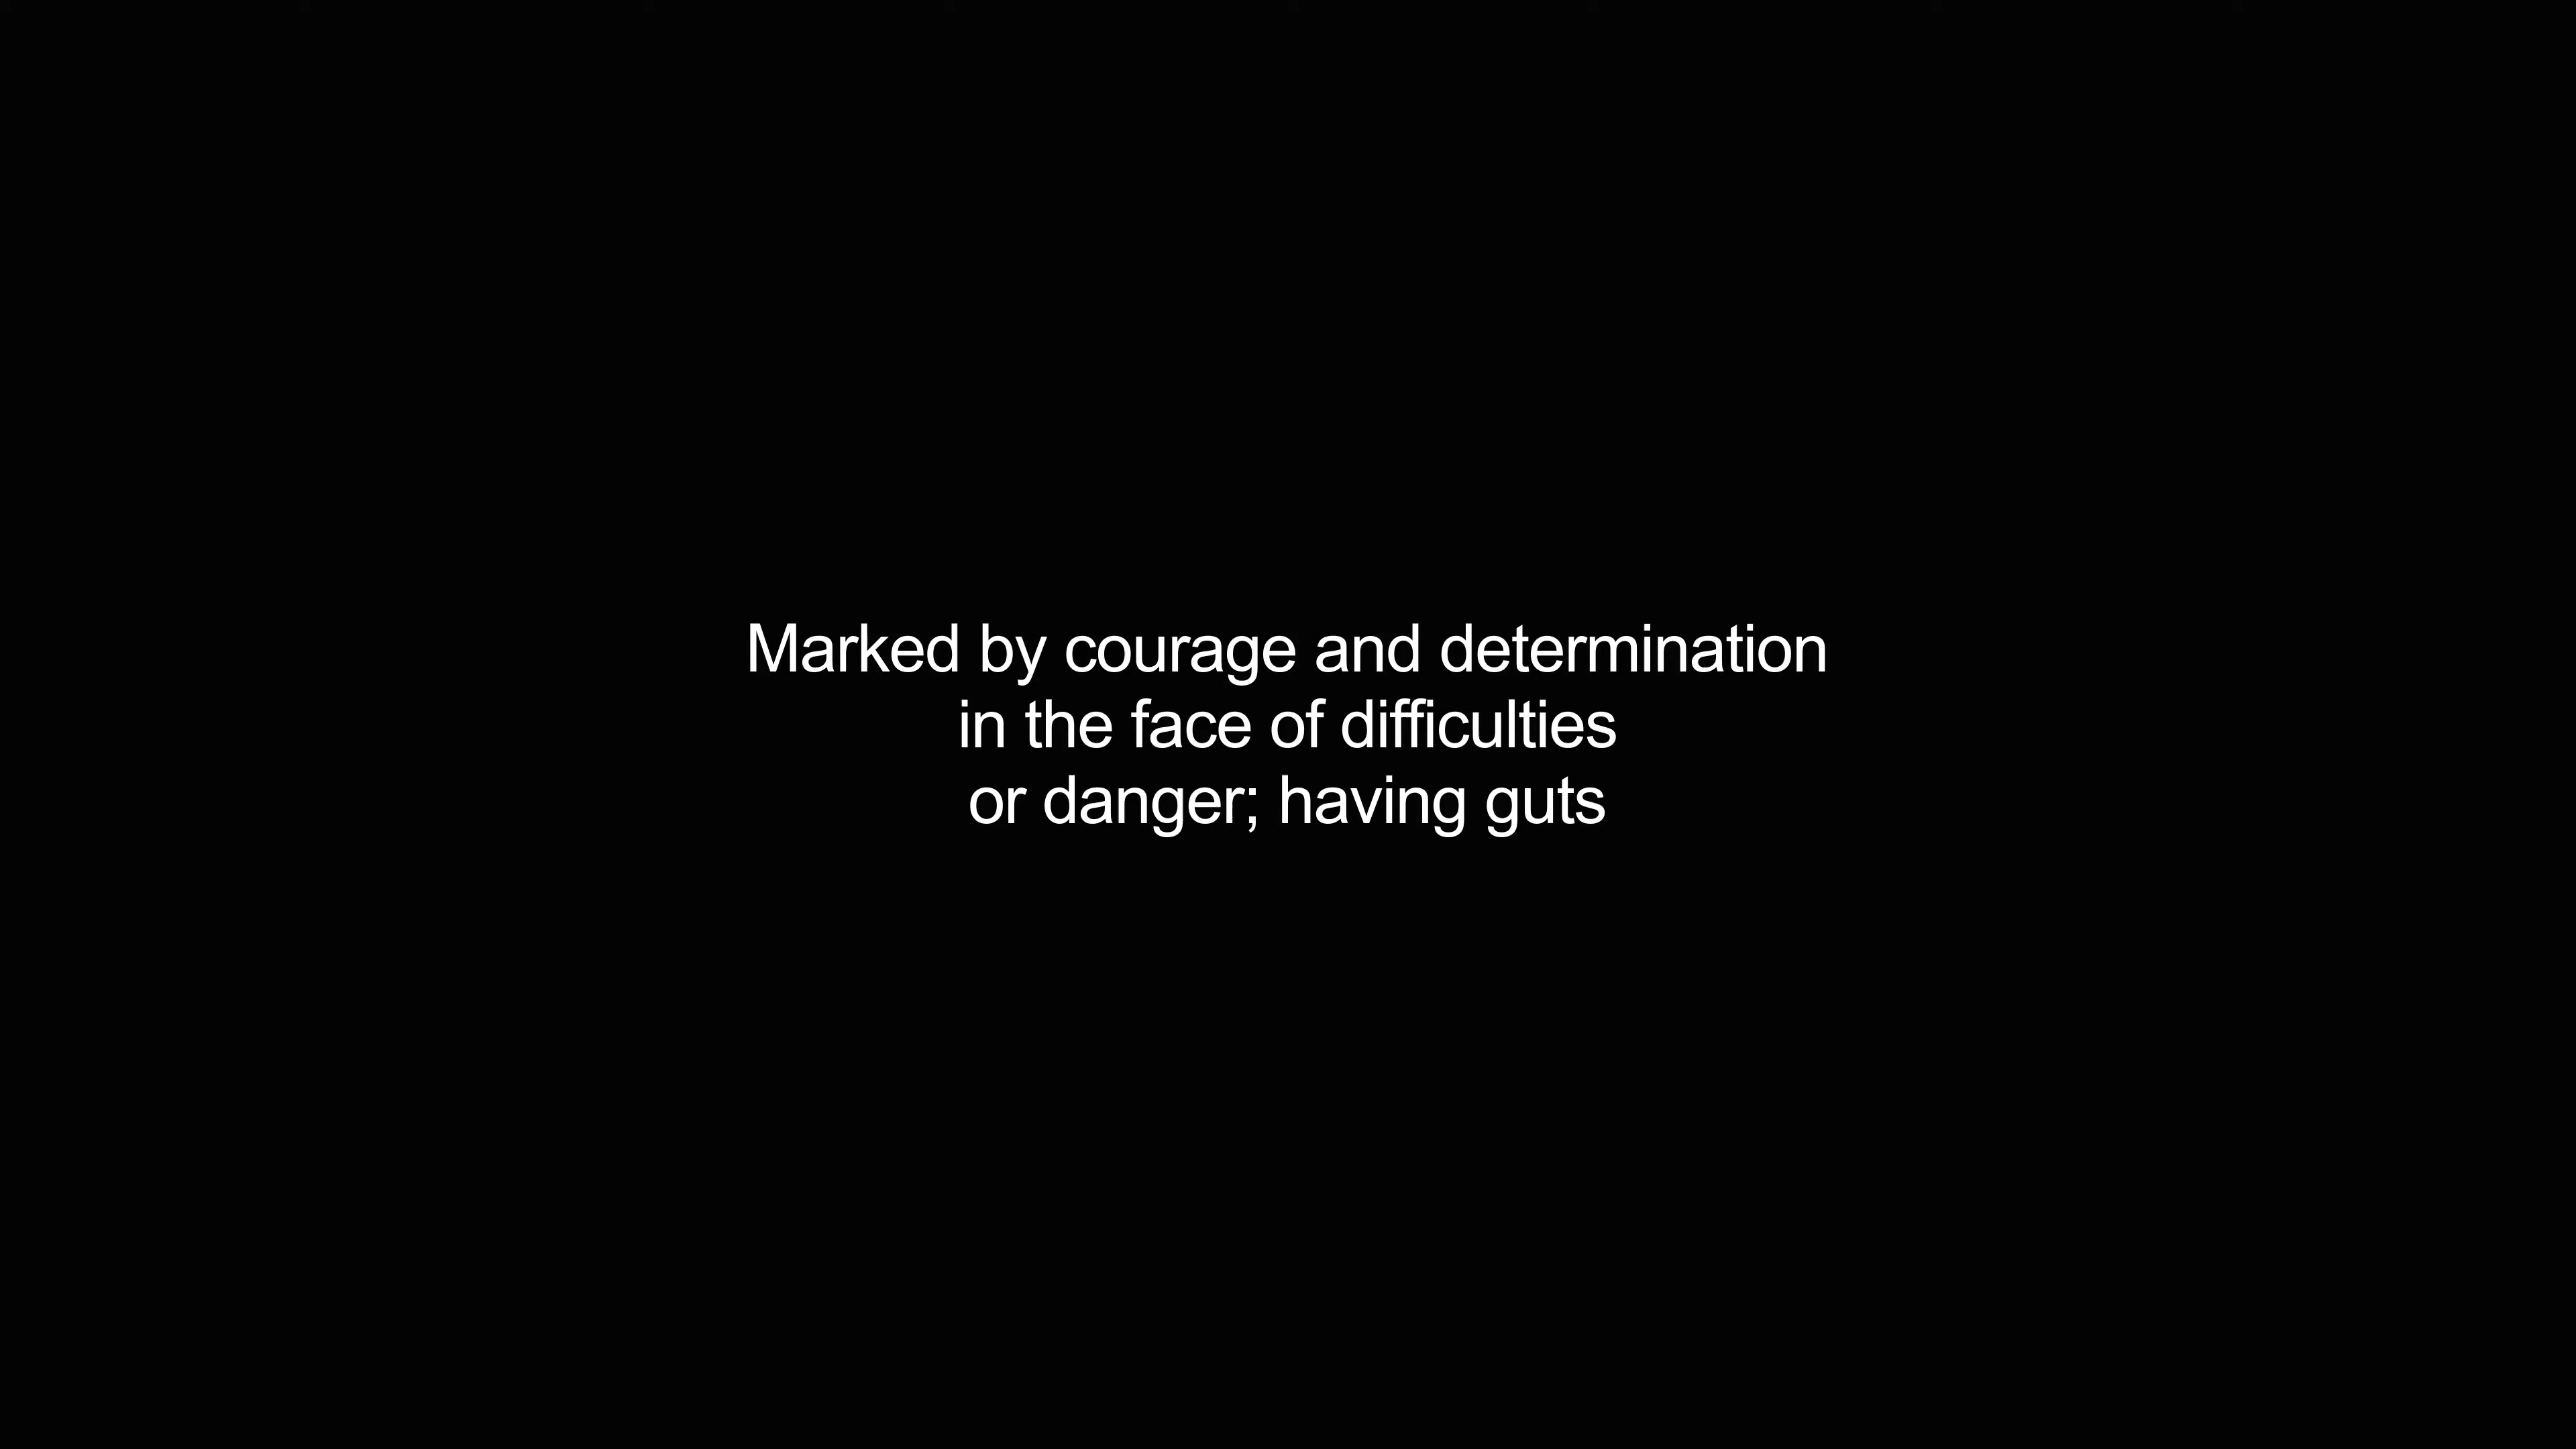 Marked by courage and determination
in the face of difficulties
or danger; having guts